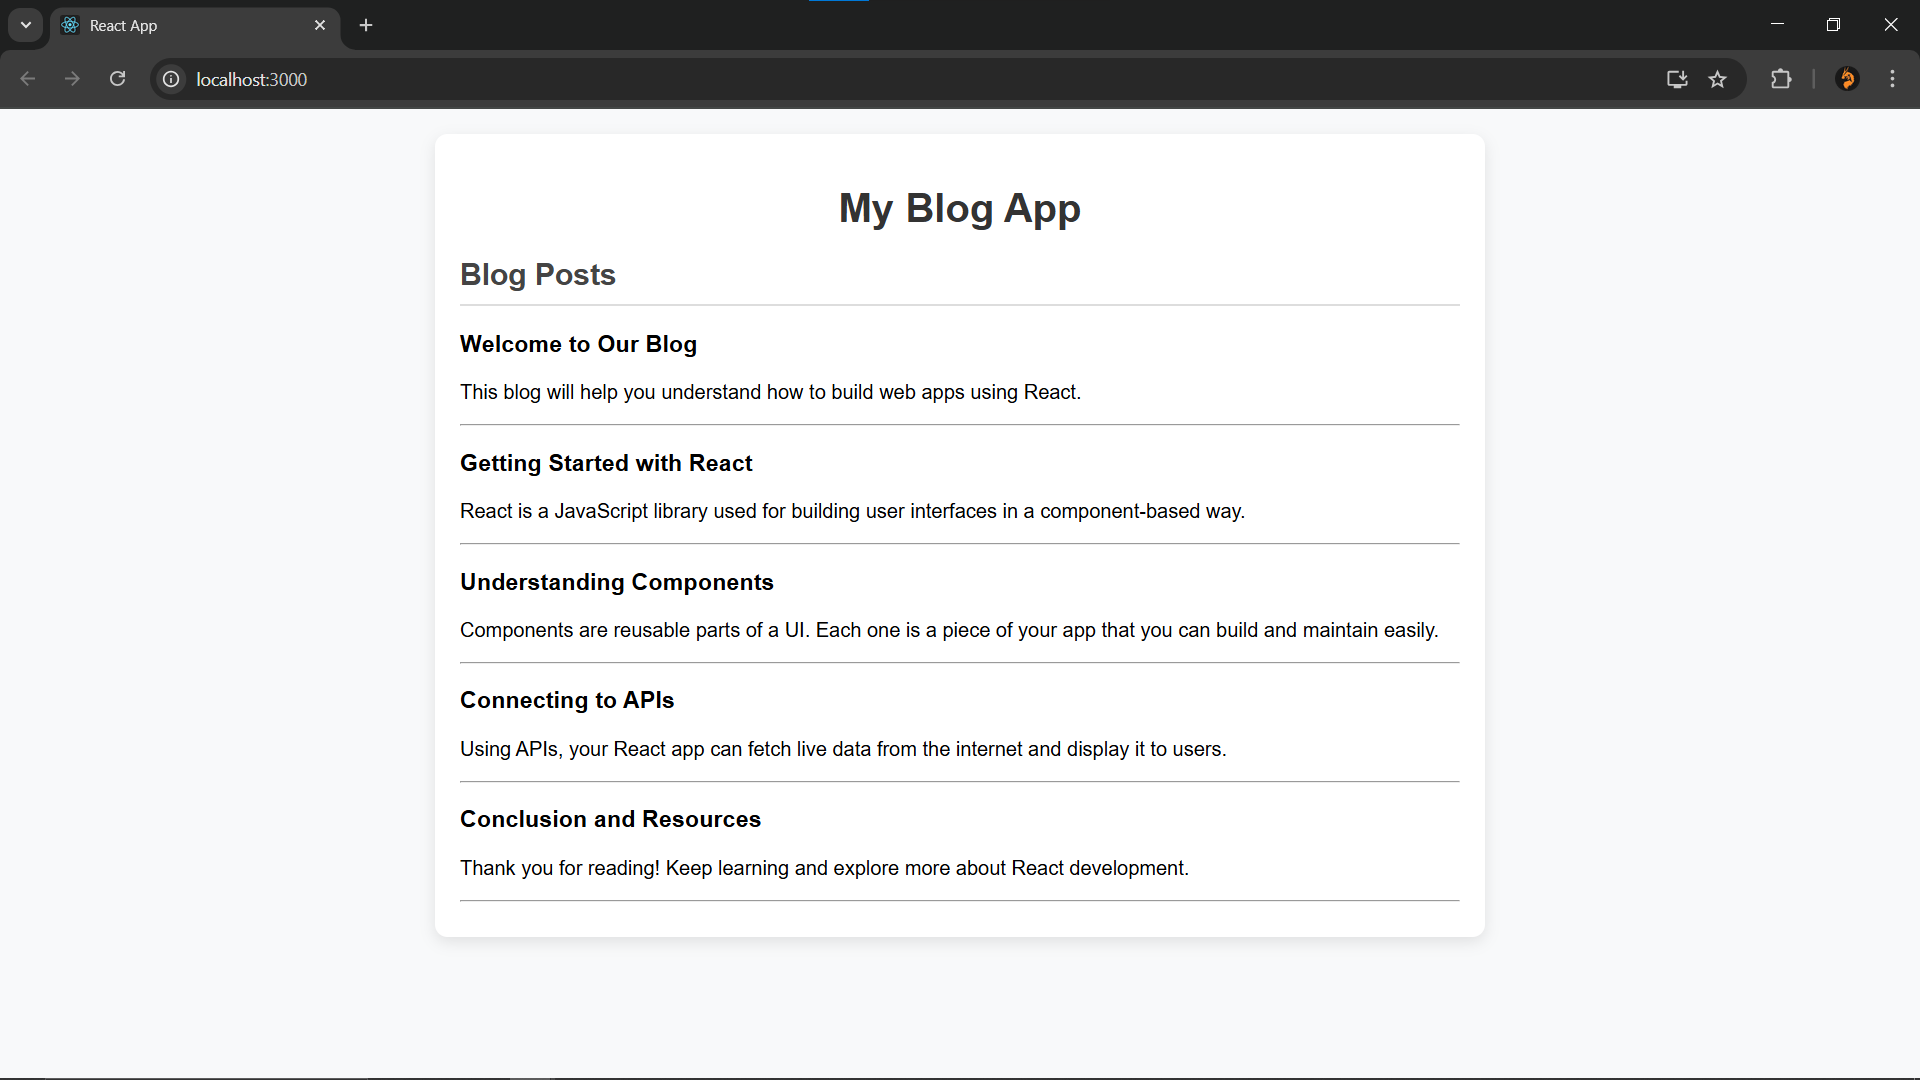 React App
localhost:3000
My Blog App
Blog Posts
Welcome to Our Blog
This blog will help you understand how to build web apps using React.
Getting Started with React
React is a JavaScript library used for building user interfaces in a component-based way.
Understanding Components
Components are reusable parts of a UI. Each one is a piece of your app that you can build and maintain easily.
Connecting to APIs
Using APIs, your React app can fetch live data from the internet and display it to users.
Conclusion and Resources
Thank you for reading! Keep learning and explore more about React development.